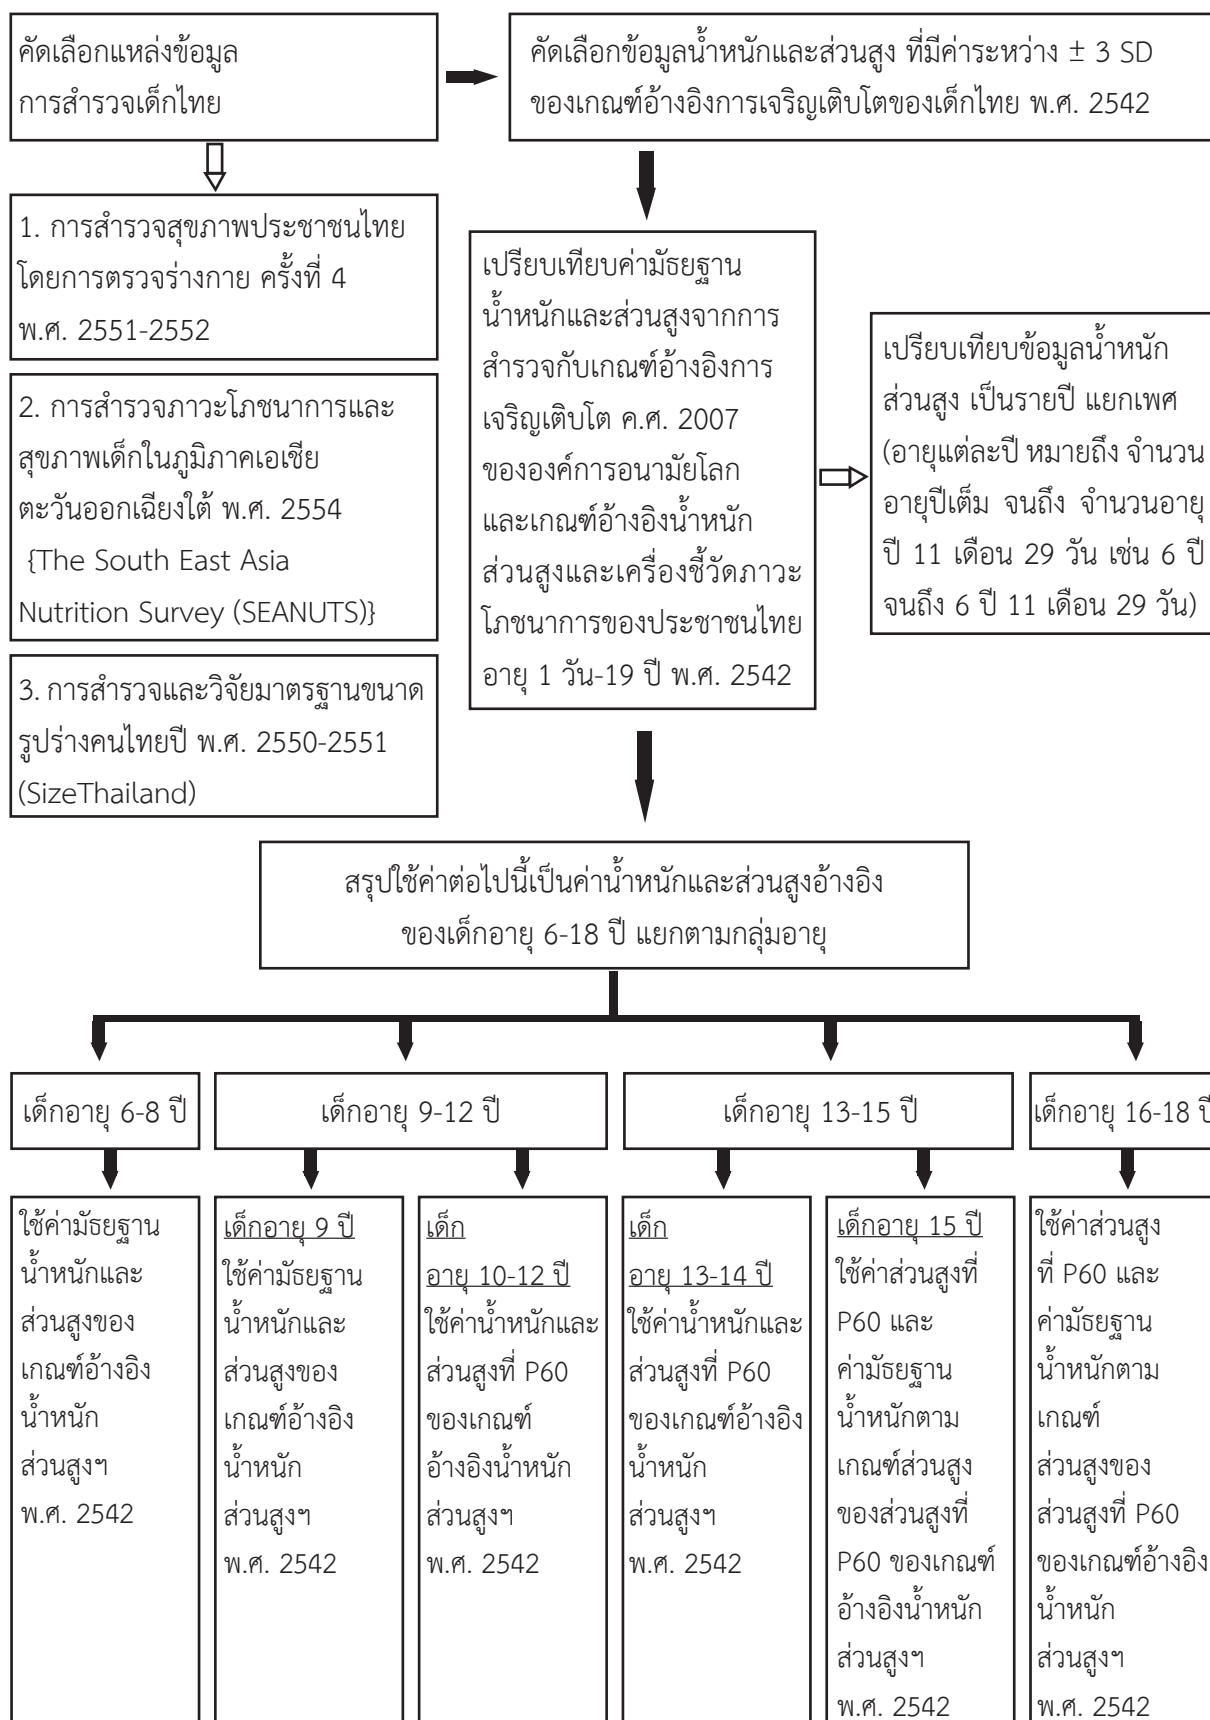 คัดเลือกแหล่งข้อมูล
การสำรวจเด็กไทย
คัดเลือกข้อมูลน้ำหนักและส่วนสูง ที่มีค่าระหว่าง ± 3 SD
ของเกณฑ์อ้างอิงการเจริญเติบโตของเด็กไทย พ.ศ. 2542
1. การสำรวจสุขภาพประชาชนไทย
โดยการตรวจร่างกาย ครั้งที่ 4
พ.ศ. 2551-2552
2. การสำรวจภาวะโภชนาการและ
สุขภาพเด็กในภูมิภาคเอเชีย
ตะวันออกเฉียงใต้ พ.ศ. 2554
{The South East Asia
Nutrition Survey (SEANUTS)}
3. การสำรวจและวิจัยมาตรฐานขนาด
รูปร่างคนไทยปี พ.ศ. 2550-2551
(SizeThailand)
เปรียบเทียบค่ามัธยฐาน
น้ำหนักและส่วนสูงจากการ
สำรวจกับเกณฑ์อ้างอิงการ
เจริญเติบโต ค.ศ. 2007
ขององค์การอนามัยโลก
และเกณฑ์อ้างอิงน้ำหนัก
ส่วนสูงและเครื่องชี้วัดภาวะ
โภชนาการของประชาชนไทย
อายุ 1 วัน-19 ปี พ.ศ. 2542
เปรียบเทียบข้อมูลน้ำหนัก
ส่วนสูง เป็นรายปี แยกเพศ
(อายุแต่ละปี หมายถึง จำนวน
อายุปีเต็ม จนถึง จำนวนอายุ
ปี 11 เดือน 29 วัน เช่น 6 ปี
จนถึง 6 ปี 11 เดือน 29 วัน)
สรุปใช้ค่าต่อไปนี้เป็นค่าน้ำหนักและส่วนสูงอ้างอิง
ของเด็กอายุ 6-18 ปี แยกตามกลุ่มอายุ
เด็กอายุ 6-8 ปี
เด็กอายุ 9-12 ปี
เด็กอายุ 13-15 ปี
เด็กอายุ 16-18 ปี
ใช้ค่ามัธยฐาน
น้ำหนักและ
ส่วนสูงของ
เกณฑ์อ้างอิง
น้ำหนัก
ส่วนสูงฯ
พ.ศ. 2542
เด็กอายุ 9 ปี
ใช้ค่ามัธยฐาน
น้ำหนักและ
ส่วนสูงของ
เกณฑ์อ้างอิง
น้ำหนัก
ส่วนสูงฯ
พ.ศ. 2542
เด็ก
อายุ 10-12 ปี
ใช้ค่าน้ำหนักและ
ส่วนสูงที่ P60
ของเกณฑ์
อ้างอิงน้ำหนัก
ส่วนสูงฯ
พ.ศ. 2542
เด็ก
อายุ 13-14 ปี
ใช้ค่าน้ำหนักและ
ส่วนสูงที่ P60
ของเกณฑ์อ้างอิง
น้ำหนัก
ส่วนสูงฯ
พ.ศ. 2542
เด็กอายุ 15 ปี
ใช้ค่าส่วนสูงที่
P60 และ
ค่ามัธยฐาน
น้ำหนักตาม
เกณฑ์ส่วนสูง
ของส่วนสูงที่
P60 ของเกณฑ์
อ้างอิงน้ำหนัก
ส่วนสูงฯ
พ.ศ. 2542
ใช้ค่าส่วนสูง
ที่ P60 และ
ค่ามัธยฐาน
น้ำหนักตาม
เกณฑ์
ส่วนสูงของ
ส่วนสูงที่ P60
ของเกณฑ์อ้างอิง
น้ำหนัก
ส่วนสูงฯ
พ.ศ. 2542